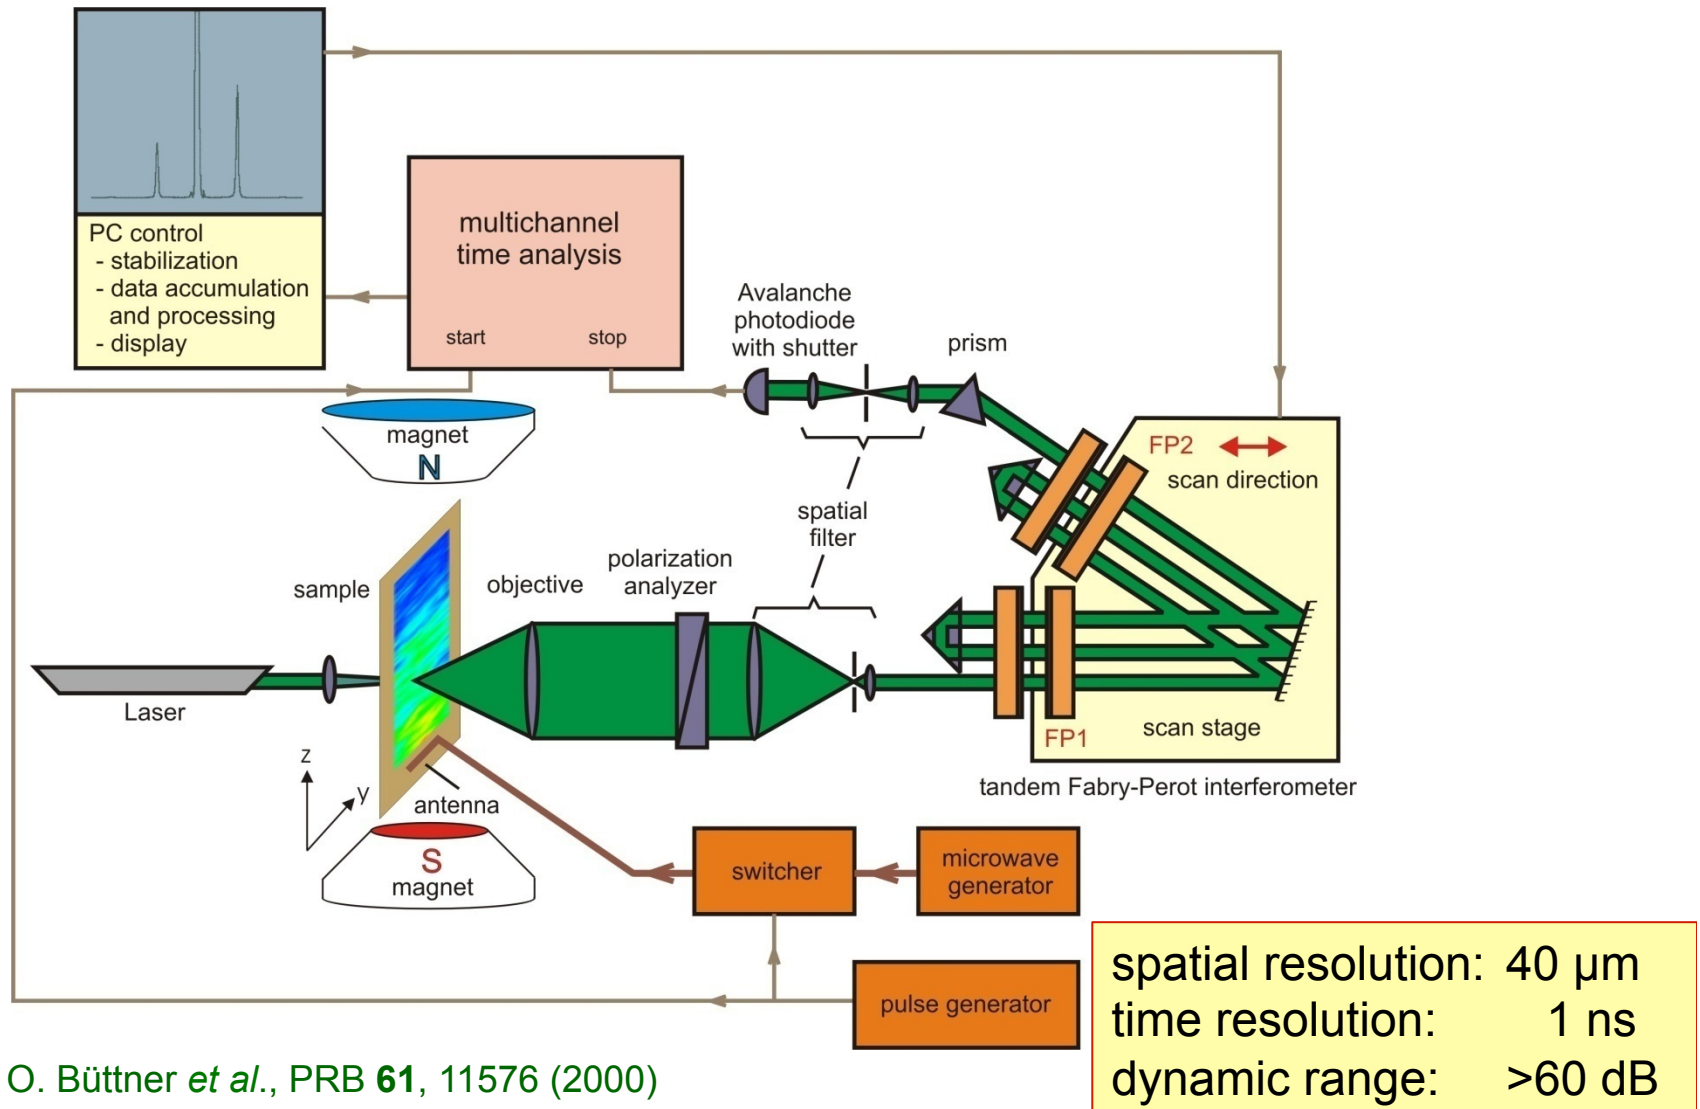 PC control
- stabilization
- data accumulation
and processing
- display
multichannel
time analysis
start
stop
Avalanche
photodiode
with shutter
prism
magnet
N
FP2
scan direction
spatial
filter
polarization
analyzer
objective
sample
Laser
FP1
scan stage
tandem Fabry-Perot interferometer
z
y
antenna
S
magnet
switcher
microwave
generator
pulse generator
spatial resolution: 40 µm
time resolution: 1 ns
dynamic range: >60 dB
O. Büttner et al., PRB 61, 11576 (2000)